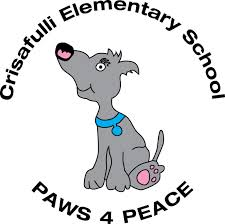 Crisafulli Elementary School
PAWS 4 PEACE